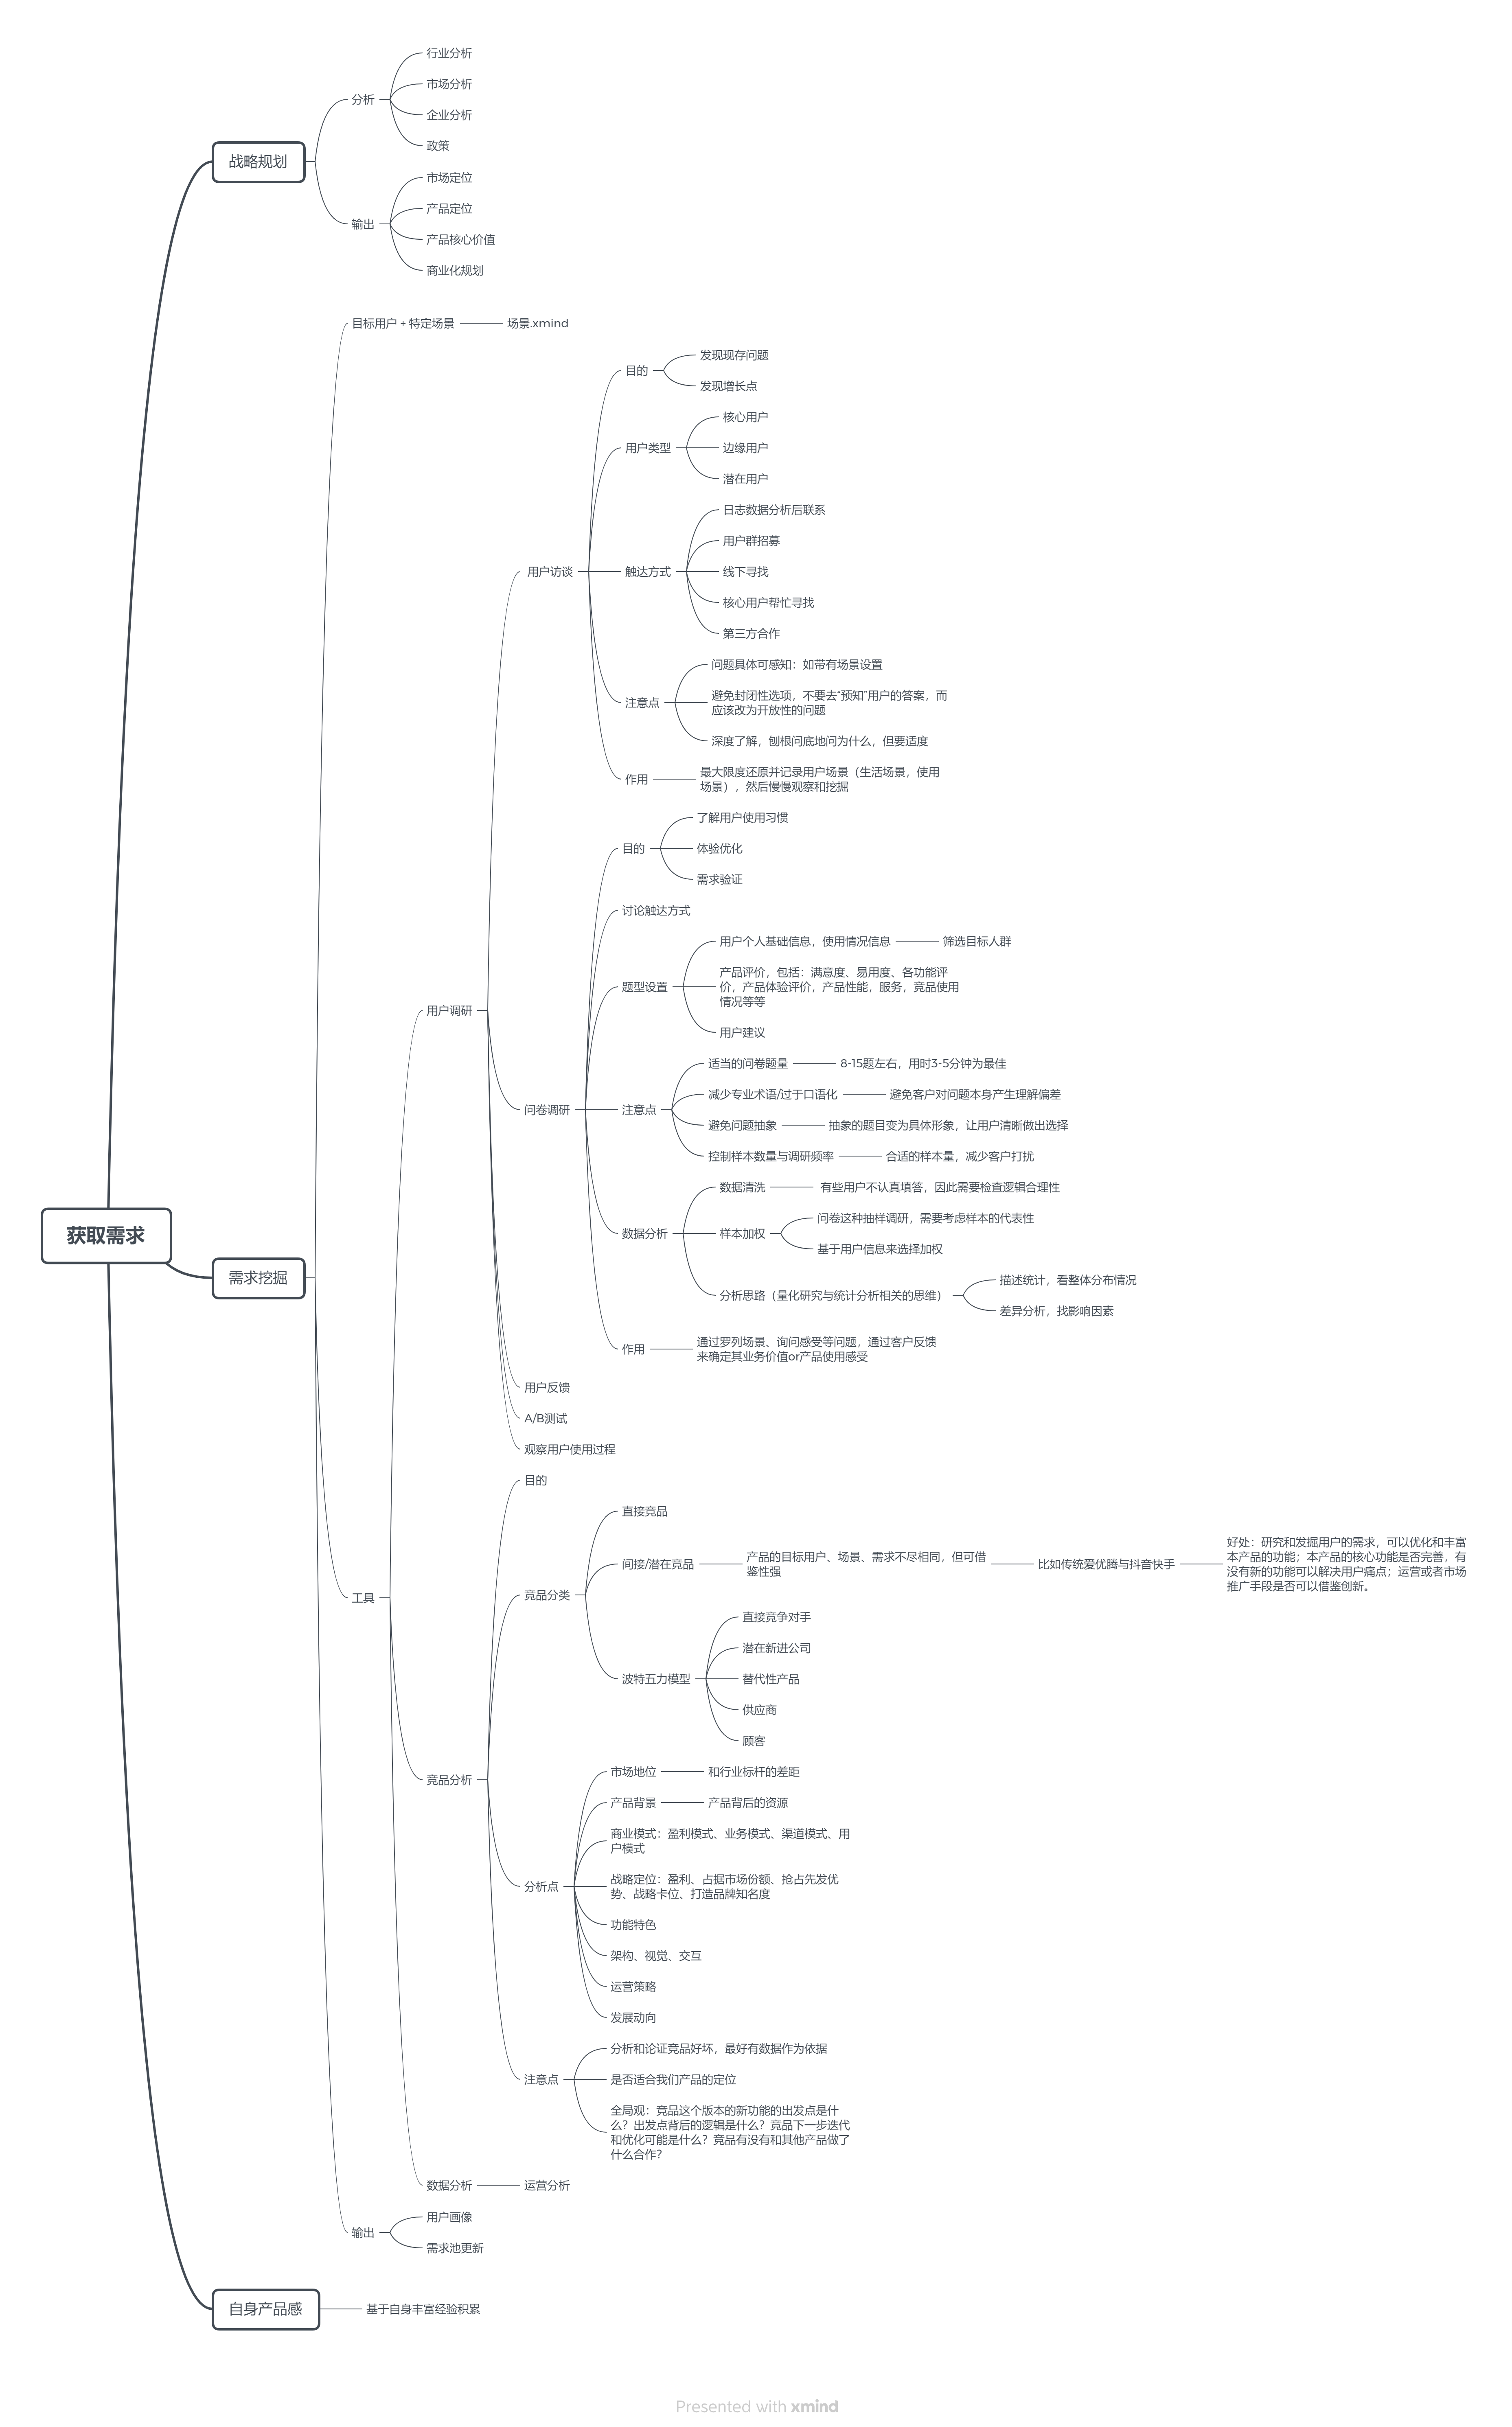 获取需求
战略规划
分析
行业分析
市场分析
企业分析
政策
输出
市场定位
产品定位
产品核心价值
商业化规划
需求挖掘
目标用户 + 特定场景
场景.xmind
工具
用户调研
用户访谈
目的
发现现存问题
发现增长点
用户类型
核心用户
边缘用户
潜在用户
触达方式
日志数据分析后联系
用户群招募
线下寻找
核心用户帮忙寻找
第三方合作
注意点
问题具体可感知：如带有场景设置
避免封闭性选项，不要去“预知”用户的答案，而
应该改为开放性的问题
深度了解，刨根问底地问为什么，但要适度
作用
最大限度还原并记录用户场景（生活场景，使用
场景），然后慢慢观察和挖掘
问卷调研
目的
了解用户使用习惯
体验优化
需求验证
讨论触达方式
题型设置
用户个人基础信息，使用情况信息
筛选目标人群
产品评价，包括：满意度、易用度、各功能评
价，产品体验评价，产品性能，服务，竞品使用
情况等等
用户建议
注意点
适当的问卷题量
8-15题左右，用时3-5分钟为最佳
减少专业术语/过于口语化
避免客户对问题本身产生理解偏差
避免问题抽象
抽象的题目变为具体形象，让用户清晰做出选择
控制样本数量与调研频率
合适的样本量，减少客户打扰
数据分析
数据清洗
有些用户不认真填答，因此需要检查逻辑合理性
样本加权
问卷这种抽样调研，需要考虑样本的代表性
基于用户信息来选择加权
分析思路（量化研究与统计分析相关的思维）
描述统计，看整体分布情况
差异分析，找影响因素
作用
通过罗列场景、询问感受等问题，通过客户反馈
来确定其业务价值or产品使用感受
用户反馈
A/B测试
观察用户使用过程
竞品分析
目的
竞品分类
直接竞品
间接/潜在竞品
产品的目标用户、场景、需求不尽相同，但可借
鉴性强
比如传统爱优腾与抖音快手
好处：研究和发掘用户的需求，可以优化和丰富
本产品的功能；本产品的核心功能是否完善，有
没有新的功能可以解决用户痛点；运营或者市场
推广手段是否可以借鉴创新。
波特五力模型
直接竞争对手
潜在新进公司
替代性产品
供应商
顾客
分析点
市场地位
和行业标杆的差距
产品背景
产品背后的资源
商业模式：盈利模式、业务模式、渠道模式、用
户模式
战略定位：盈利、占据市场份额、抢占先发优
势、战略卡位、打造品牌知名度
功能特色
架构、视觉、交互
运营策略
发展动向
注意点
分析和论证竞品好坏，最好有数据作为依据
是否适合我们产品的定位
全局观：竞品这个版本的新功能的出发点是什
么？出发点背后的逻辑是什么？竞品下一步迭代
和优化可能是什么？竞品有没有和其他产品做了
什么合作？
数据分析
运营分析
输出
用户画像
需求池更新
自身产品感
基于自身丰富经验积累
Presented with xmind